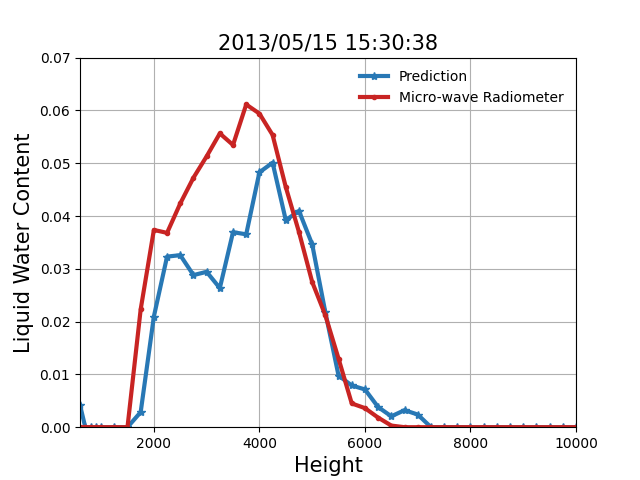 2013/05/15 15:30:38
Prediction
Micro-wave Radiometer
0.07
0.06
0.05
0.04
0.03
0.02
0.01
0.00
Liquid Water Content
2000 4000 6000 8000 10000
Height